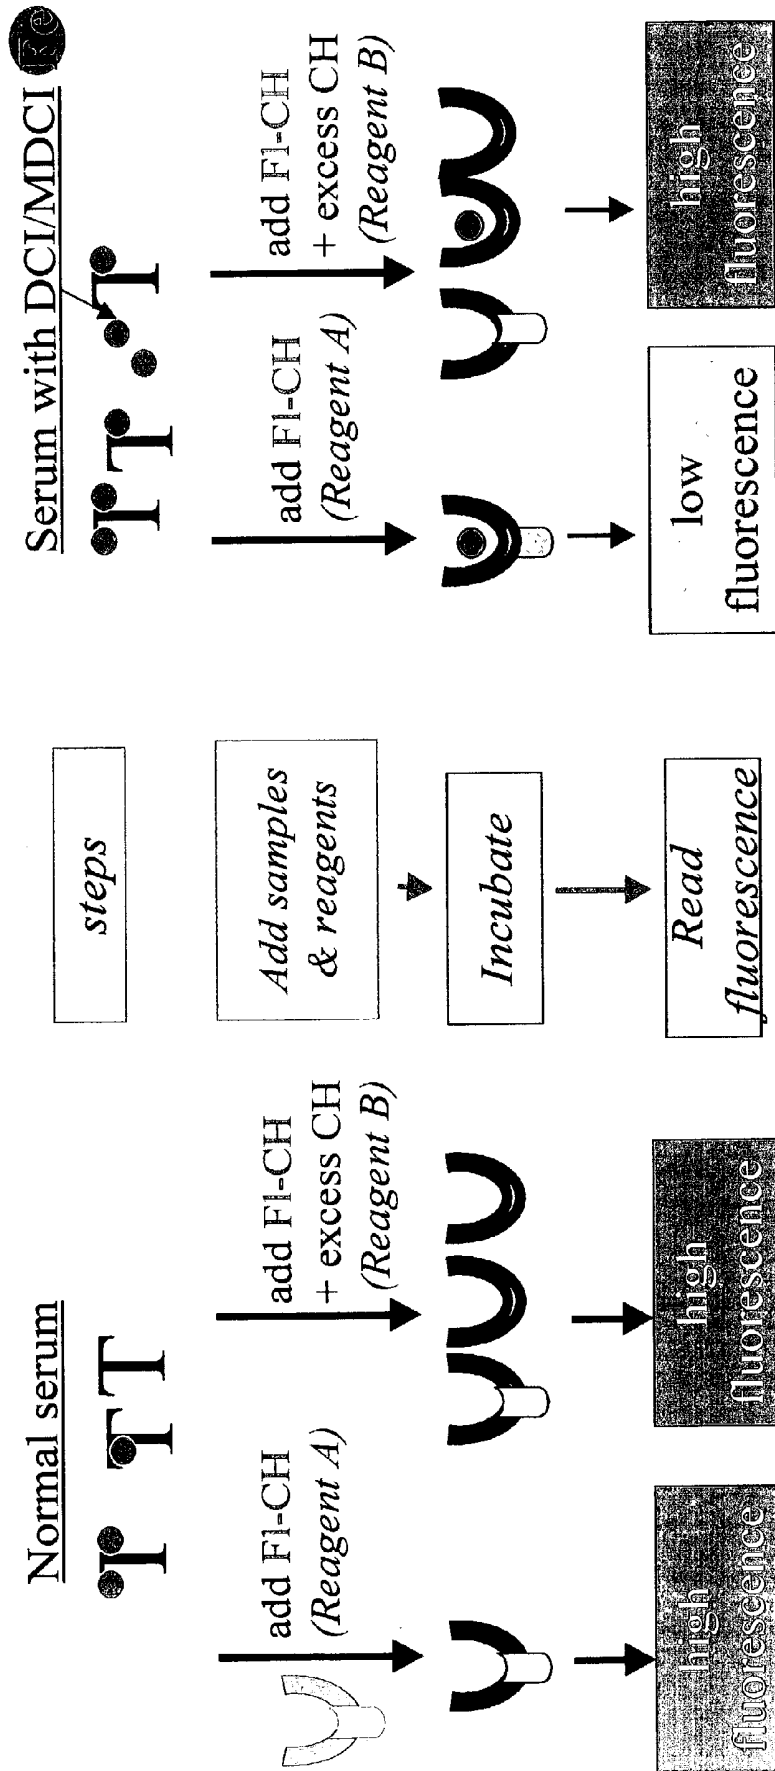 Normal serum
T T T
add Fl-CH
(Reagent A)
add Fl-CH
+ excess CH
(Reagent B)
high
fluorescence
high
fluorescence
steps
Add samples
& reagents
Incubate
Read
fluorescence
Serum with DCI/MDCI
Fe
T T T
add Fl-CH
(Reagent A)
add Fl-CH
+ excess CH
(Reagent B)
low
fluorescence
high
fluorescence